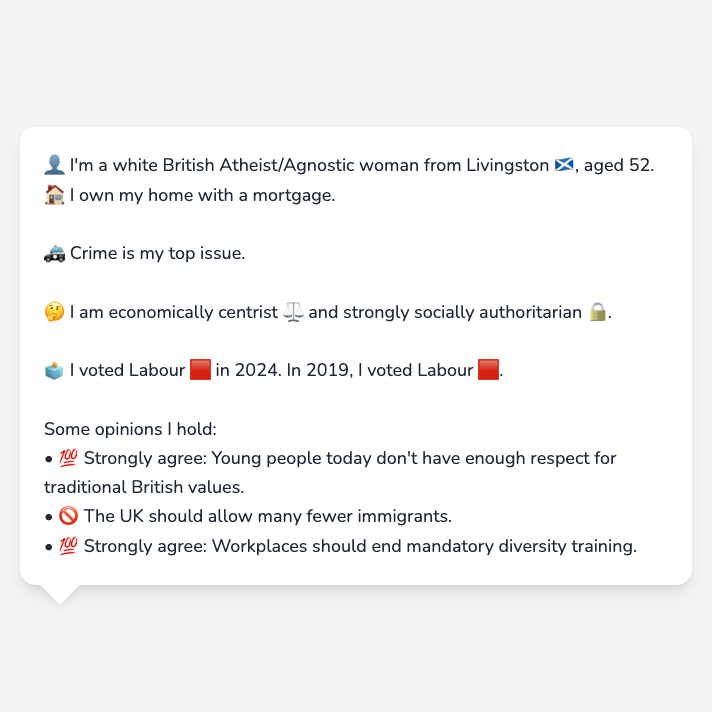 👤 I'm a white British Atheist/Agnostic woman from Livingston 🏴󠁧󠁢󠁳󠁣󠁴󠁿, aged 52.
🏠 I own my home with a mortgage.
🚓 Crime is my top issue.
🤔 I am economically centrist ⚖️ and strongly socially authoritarian 🔒.
🗳️ I voted Labour 🟥 in 2024. In 2019, I voted Labour 🟥.
Some opinions I hold:
• 💯 Strongly agree: Young people today don't have enough respect for
traditional British values.
• 🚫 The UK should allow many fewer immigrants.
• 💯 Strongly agree: Workplaces should end mandatory diversity training.